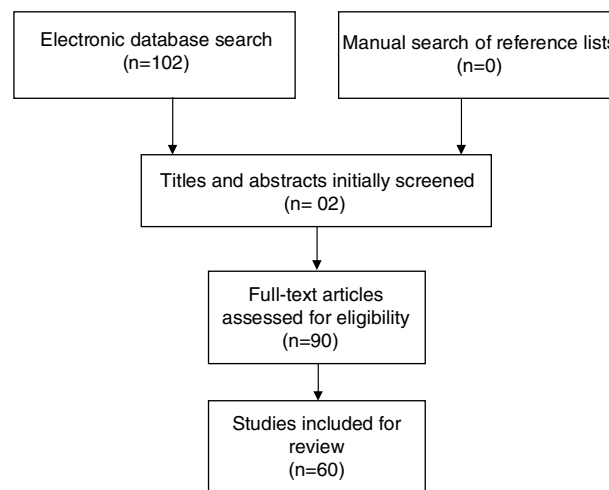 Electronic database search
(n=102)
Manual search of reference lists
(n=0)
Titles and abstracts initially screened
(n= 02)
Full-text articles
assessed for eligibility
(n=90)
Studies included for
review
(n=60)